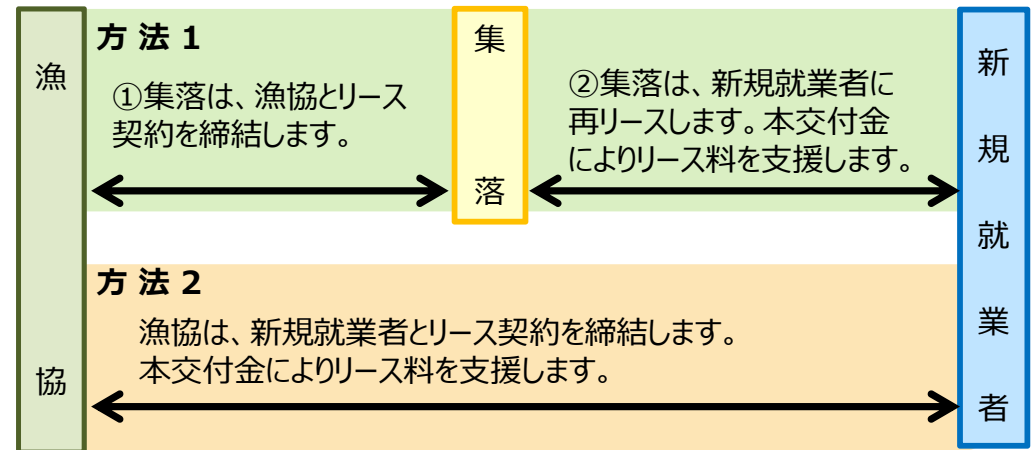 漁協
方法1
①集落は、漁協とリース
契約を締結します。
集落
②集落は、新規就業者に
再リースします。本交付金
によりリース料を支援します。
新規就業者
方法2
漁協は、新規就業者とリース契約を締結します。
本交付金によりリース料を支援します。